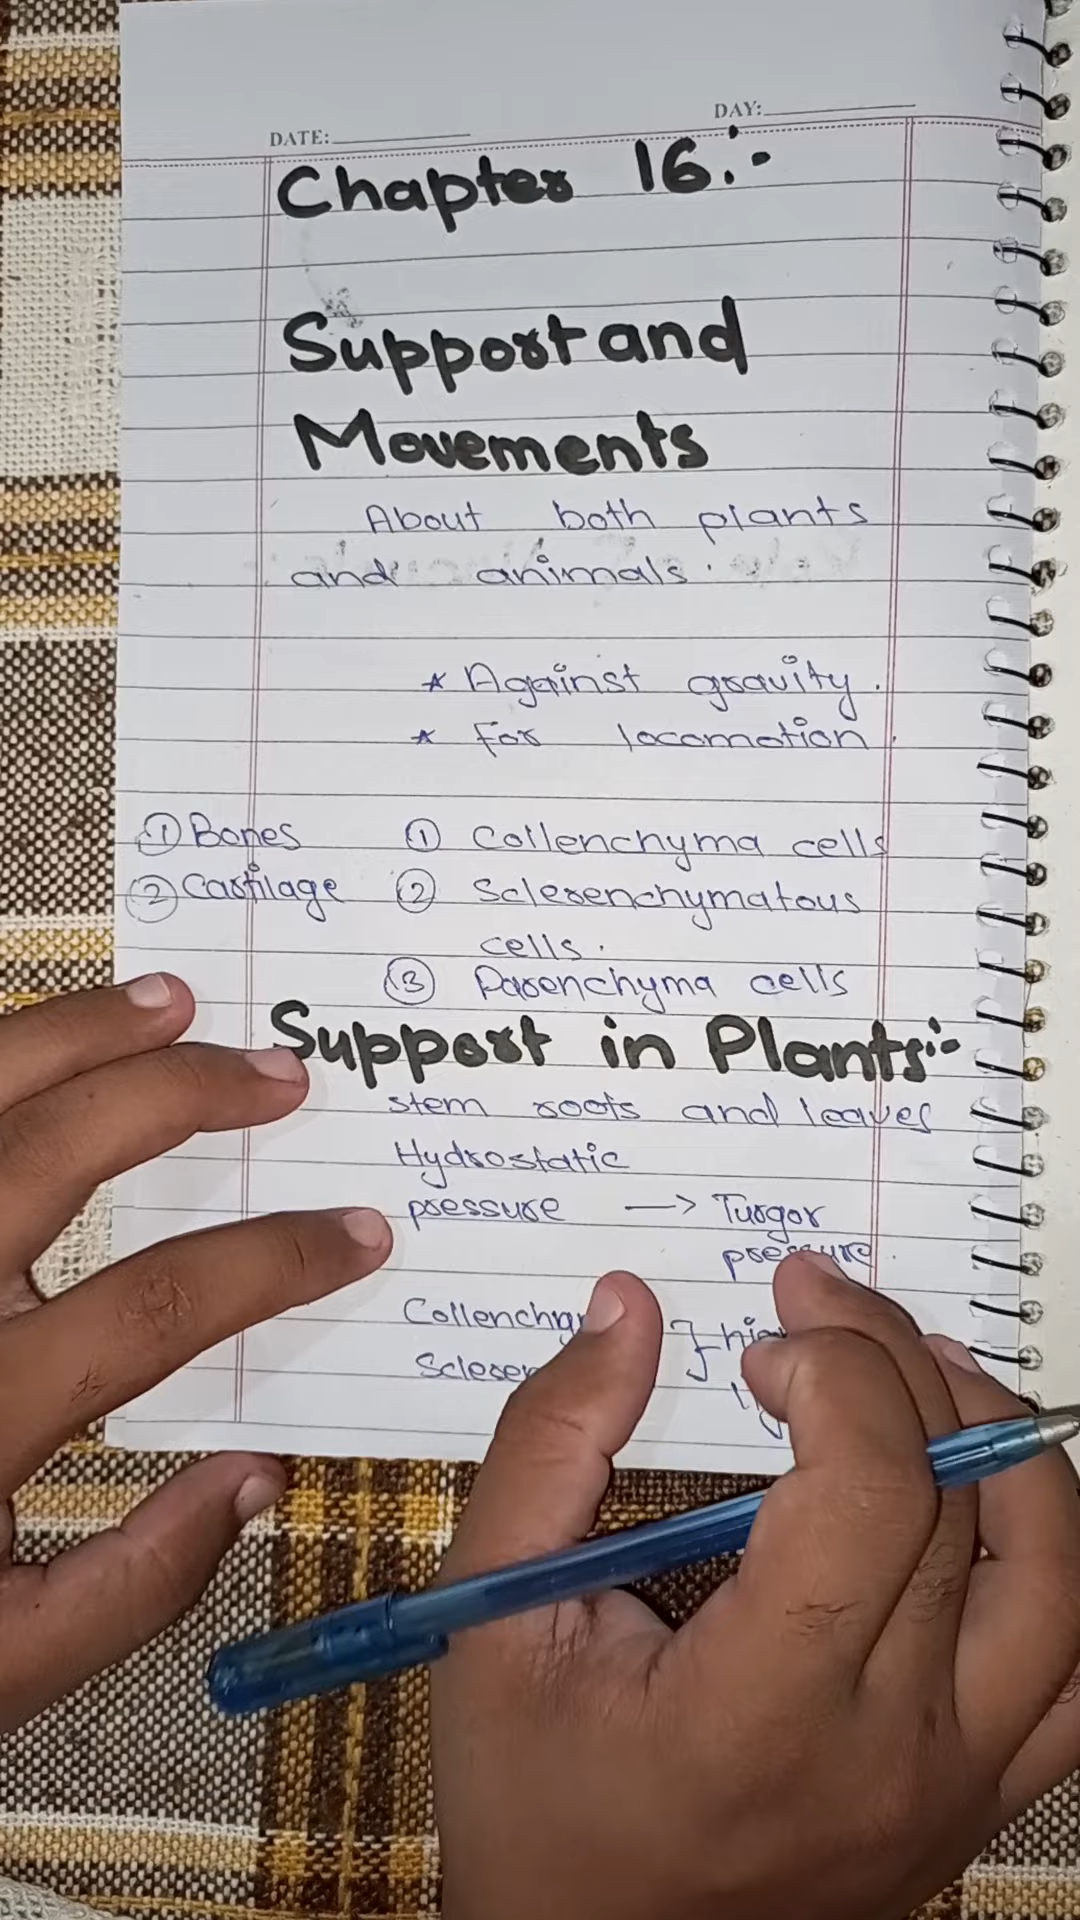 DATE: DAY:
Chapter 16:-
Support and
Movements
About both plants
and animals.
* Against gravity.
* For locomotion.
① Bones ① Collenchyma cells
② Cartilage ② Sclerenchymatous
cells.
③ Parenchyma cells
Support in Plants:-
stem roots and leaves
Hydrostatic
pressure —> Turgor
pressure.